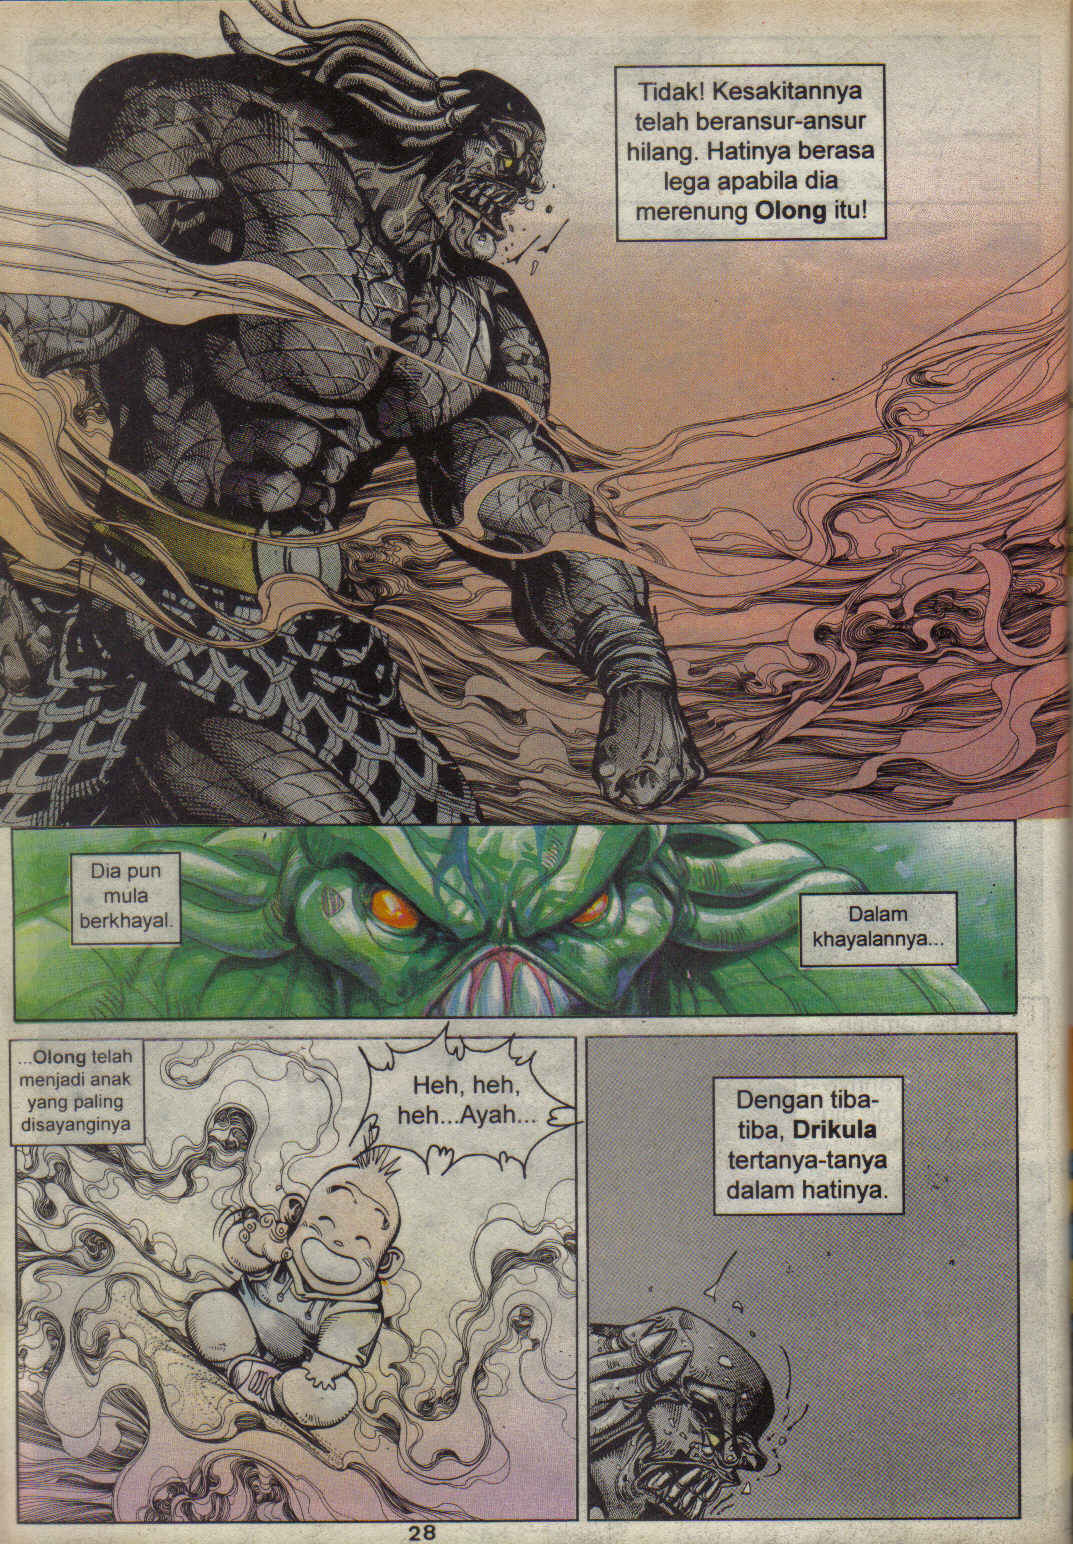 Tidak! Kesakitannya
telah beransur-ansur
hilang. Hatinya berasa
lega apabila dia
merenung Olong itu!
Dia pun
mula
berkhayal.
Dalam
khayalannya...
...Olong telah
menjadi anak
yang paling
disayanginya
Heh, heh,
heh...Ayah...
Dengan tiba-
tiba, Drikula
tertanya-tanya
dalam hatinya.
28